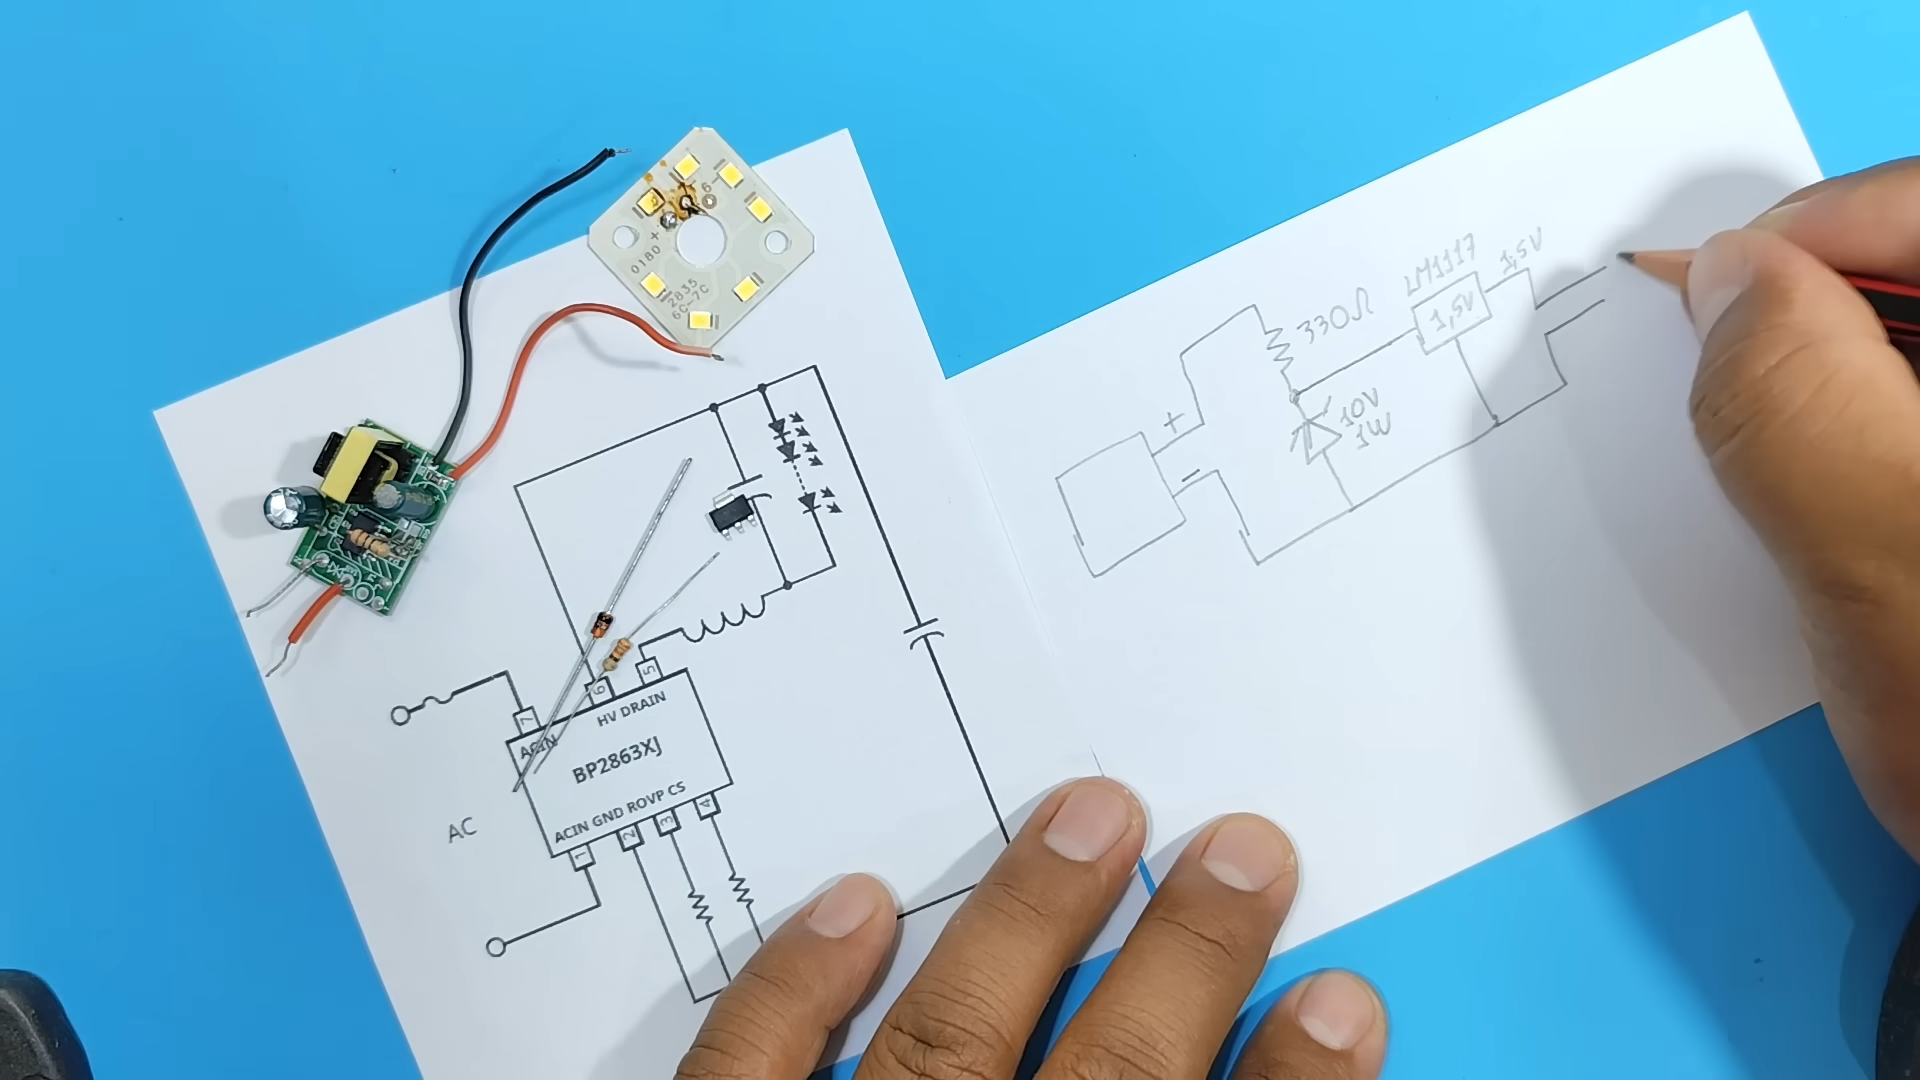 +
6
0180
2835
6C-7C
7
6
5
ACIN
HV DRAIN
BP2863XJ
ACIN GND ROVP CS
1
2
3
4
AC
+
330Ω
10V
1W
LM1117
1,5V
1,5V